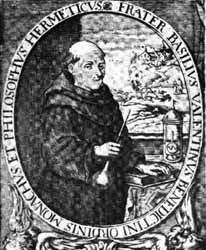 FRATER BASILIVS VALENTINVS BENEDICTINI ORDINIS MONACHVS ET PHILOSOPHVS HERMETICVS